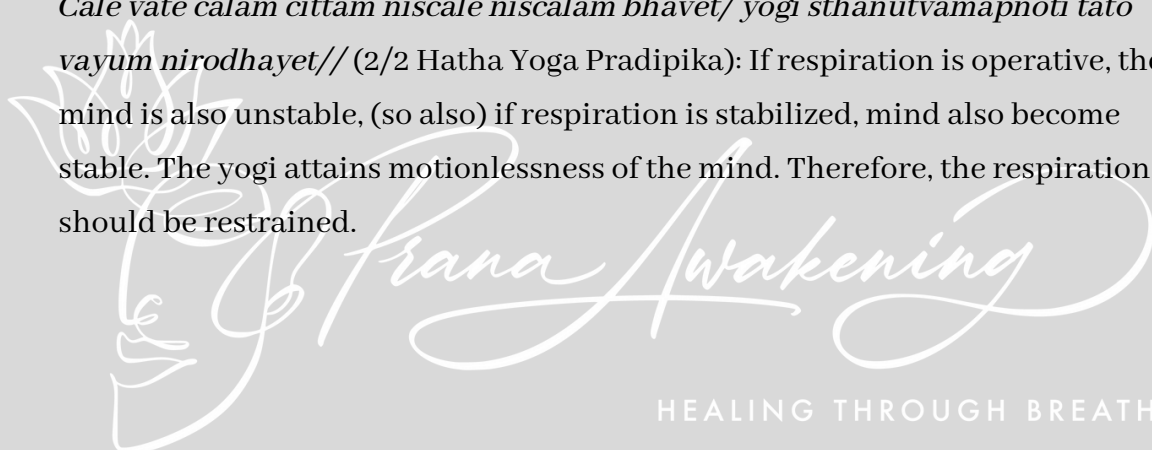 Cale vate calam cittam niscale niscalam bhavet/ yogi sthanutvamapnoti tato
vayum nirodhayet// (2/2 Hatha Yoga Pradipika): If respiration is operative, the
mind is also unstable, (so also) if respiration is stabilized, mind also become
stable. The yogi attains motionlessness of the mind. Therefore, the respiration
should be restrained.
Prana Awakening
HEALING THROUGH BREATH